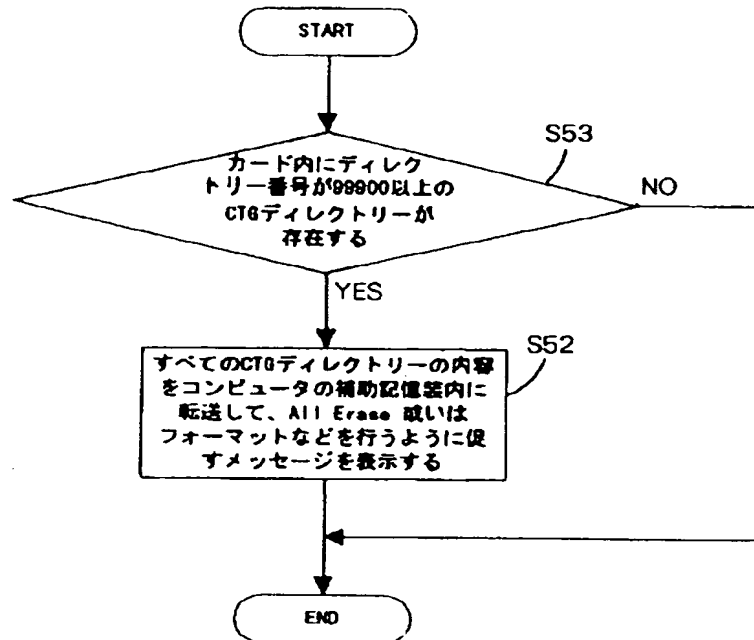 START
S53
カード内にディレク
トリー番号が99900以上の
CTGディレクトリーが
存在する
NO
YES
S52
すべてのCTGディレクトリーの内容
をコンピュータの補助記憶装内に
転送して、All Erase 或いは
フォーマットなどを行うように促
すメッセージを表示する
END